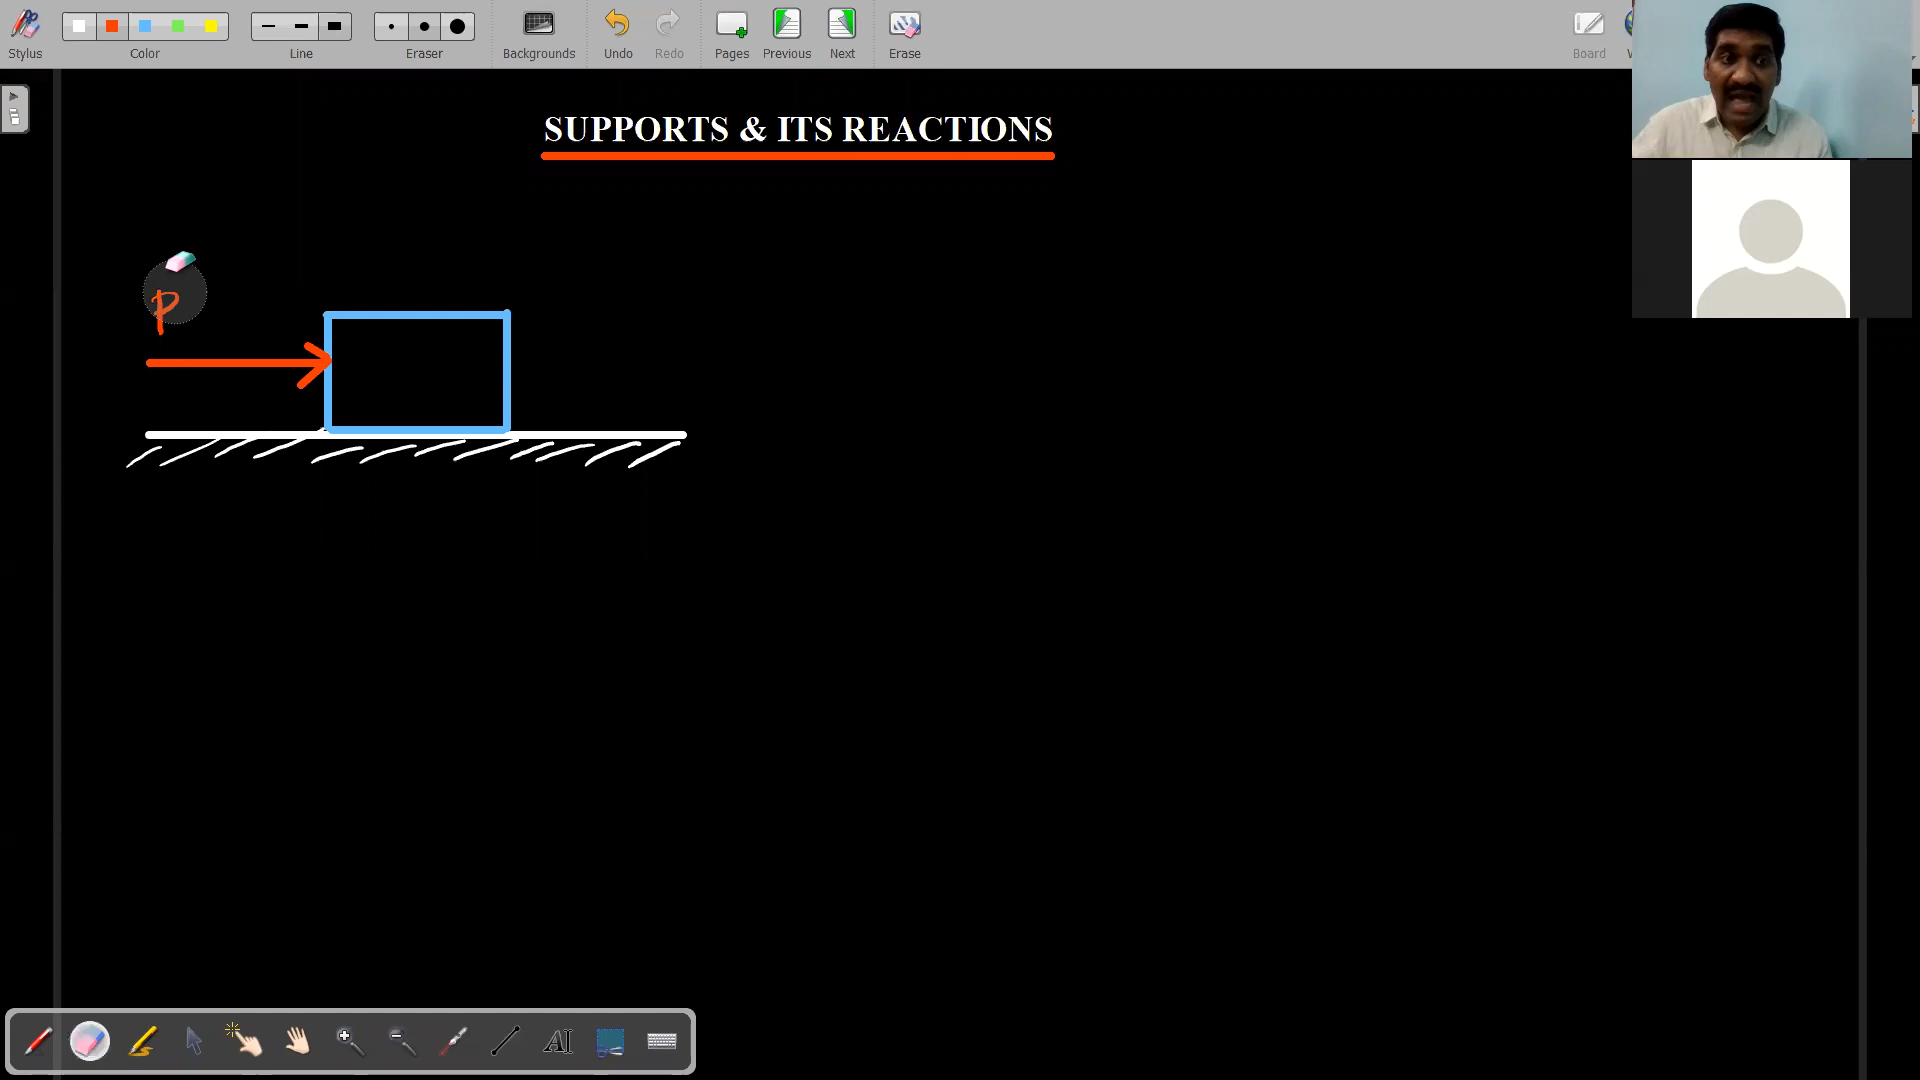 Stylus Color Line Eraser Backgrounds Undo Redo Pages Previous Next Erase Board
SUPPORTS & ITS REACTIONS
P